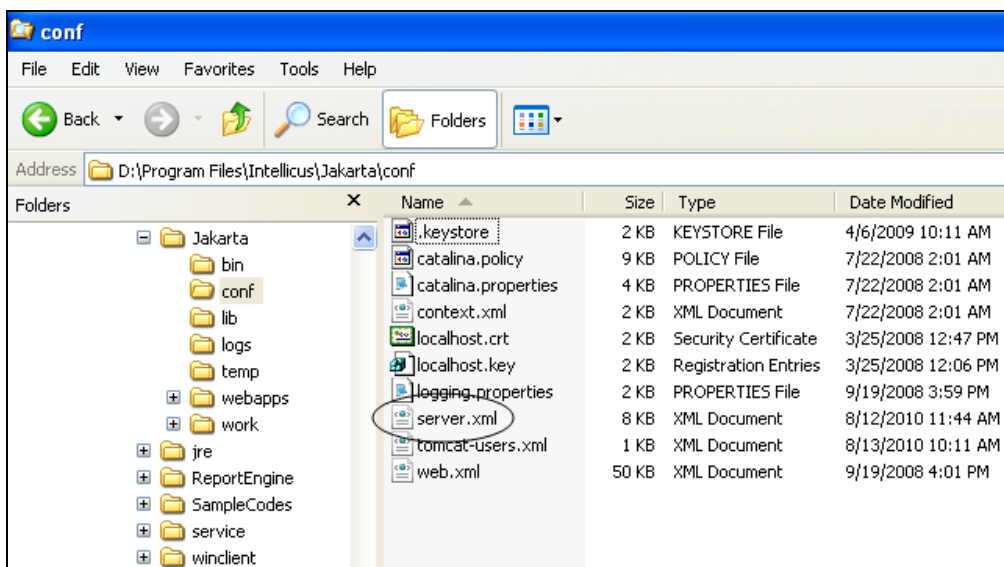 conf
File Edit View Favorites Tools Help
Back Search Folders
Address D:\Program Files\Intellicus\Jakarta\conf
Folders x Name Size Type Date Modified
Jakarta
bin
conf
lib
logs
temp
webapps
work
jre
ReportEngine
SampleCodes
service
winclient
.keystore 2 KB KEYSTORE File 4/6/2009 10:11 AM
catalina.policy 9 KB POLICY File 7/22/2008 2:01 AM
catalina.properties 4 KB PROPERTIES File 7/22/2008 2:01 AM
context.xml 2 KB XML Document 7/22/2008 2:01 AM
localhost.crt 2 KB Security Certificate 3/25/2008 12:47 PM
localhost.key 2 KB Registration Entries 3/25/2008 12:06 PM
logging.properties 2 KB PROPERTIES File 9/19/2008 3:59 PM
server.xml 8 KB XML Document 8/12/2010 11:44 AM
tomcat-users.xml 1 KB XML Document 8/13/2010 10:11 AM
web.xml 50 KB XML Document 9/19/2008 4:01 PM